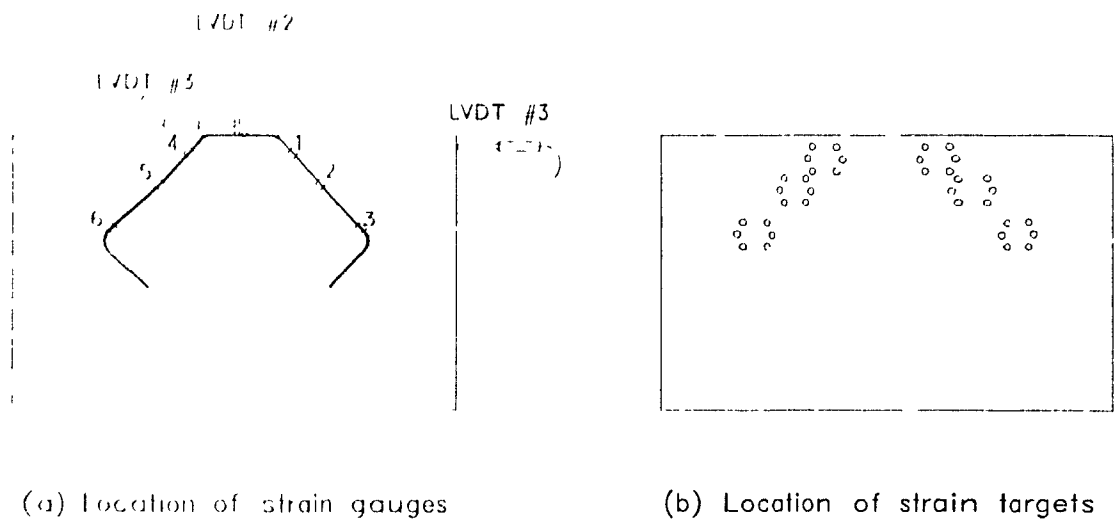 LVDT #2
LVDT #3
LVDT #3
4
1
5
2
6
3
(a) Location of strain gauges
(b) Location of strain targets